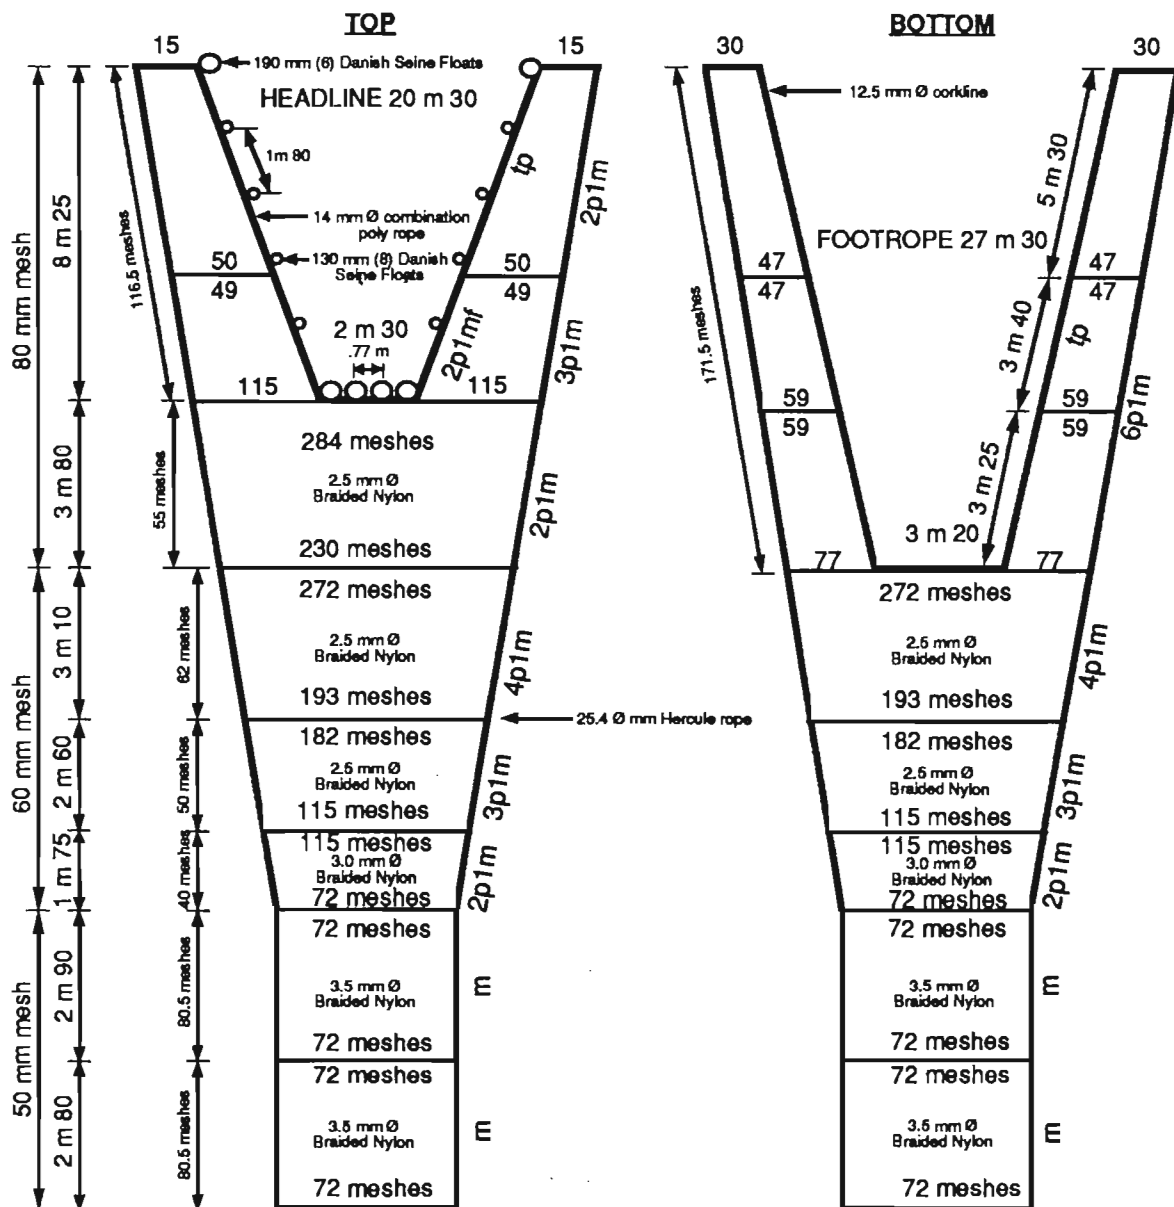 TOP
BOTTOM
15
15
30
30
190 mm (6) Danish Seine Floats
HEADLINE 20 m 30
12.5 mm Ø corkline
1m 80
tp
2p1m
5 m 30
14 mm Ø combination
poly rope
FOOTROPE 27 m 30
116.5 meshes
8 m 25
80 mm mesh
50
130 mm (8) Danish
Seine Floats
50
49
49
47
47
47
47
171.5 meshes
2 m 30
.77 m
2p1mf
3p1m
3 m 40
tp
115
115
59
59
59
59
6p1m
284 meshes
2.5 mm Ø
Braided Nylon
230 meshes
3 m 80
55 meshes
2p1m
3 m 25
3 m 20
77
77
272 meshes
2.5 mm Ø
Braided Nylon
193 meshes
3 m 10
62 meshes
4p1m
272 meshes
2.5 mm Ø
Braided Nylon
193 meshes
4p1m
60 mm mesh
25.4 Ø mm Hercule rope
182 meshes
2.5 mm Ø
Braided Nylon
115 meshes
2 m 60
50 meshes
3p1m
182 meshes
2.5 mm Ø
Braided Nylon
115 meshes
3p1m
115 meshes
3.0 mm Ø
Braided Nylon
72 meshes
1 m 75
40 meshes
2p1m
115 meshes
3.0 mm Ø
Braided Nylon
72 meshes
2p1m
50 mm mesh
72 meshes
3.5 mm Ø
Braided Nylon
72 meshes
2 m 90
80.5 meshes
m
72 meshes
3.5 mm Ø
Braided Nylon
72 meshes
m
72 meshes
3.5 mm Ø
Braided Nylon
72 meshes
2 m 80
80.5 meshes
m
72 meshes
3.5 mm Ø
Braided Nylon
72 meshes
m